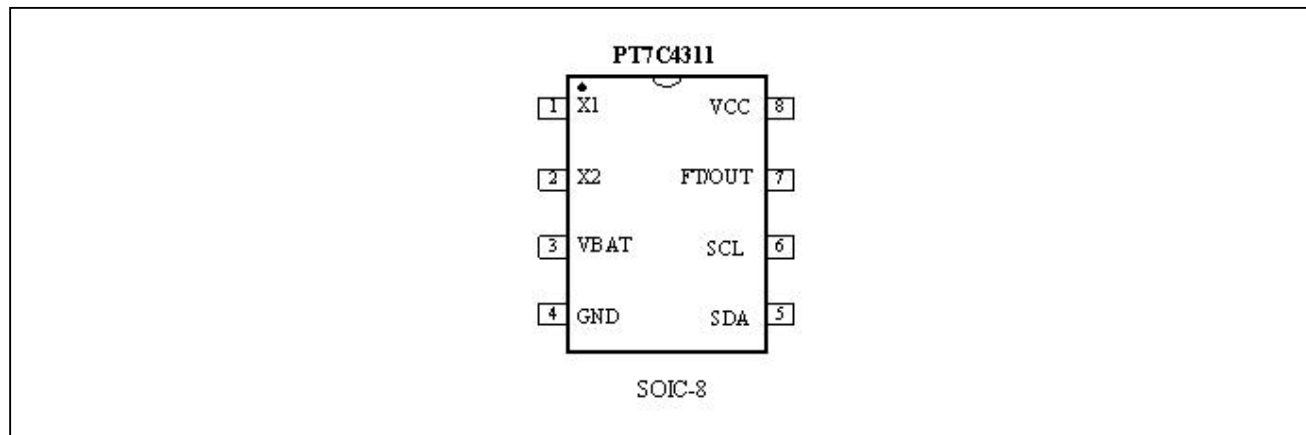 PT7C4311
1 X1 VCC 8
2 X2 FT/OUT 7
3 VBAT SCL 6
4 GND SDA 5
SOIC-8